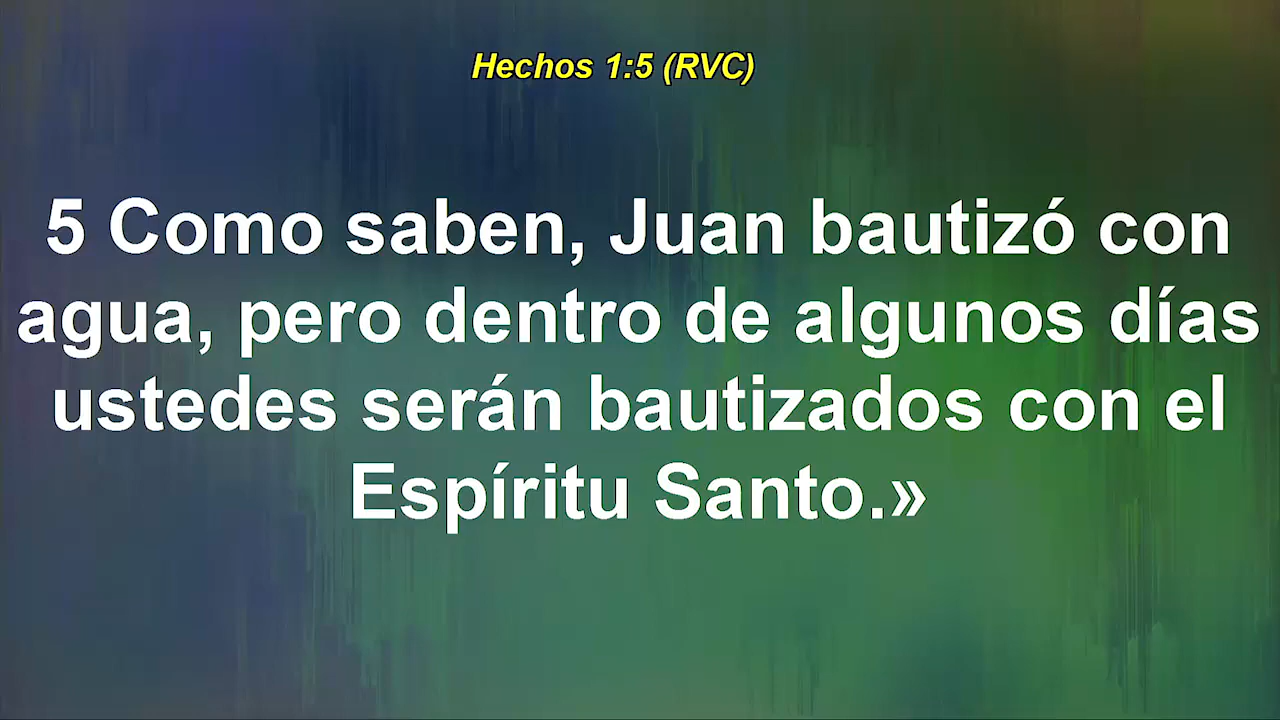 Hechos 1:5 (RVC)
5 Como saben, Juan bautizó con
agua, pero dentro de algunos días
ustedes serán bautizados con el
Espíritu Santo.»